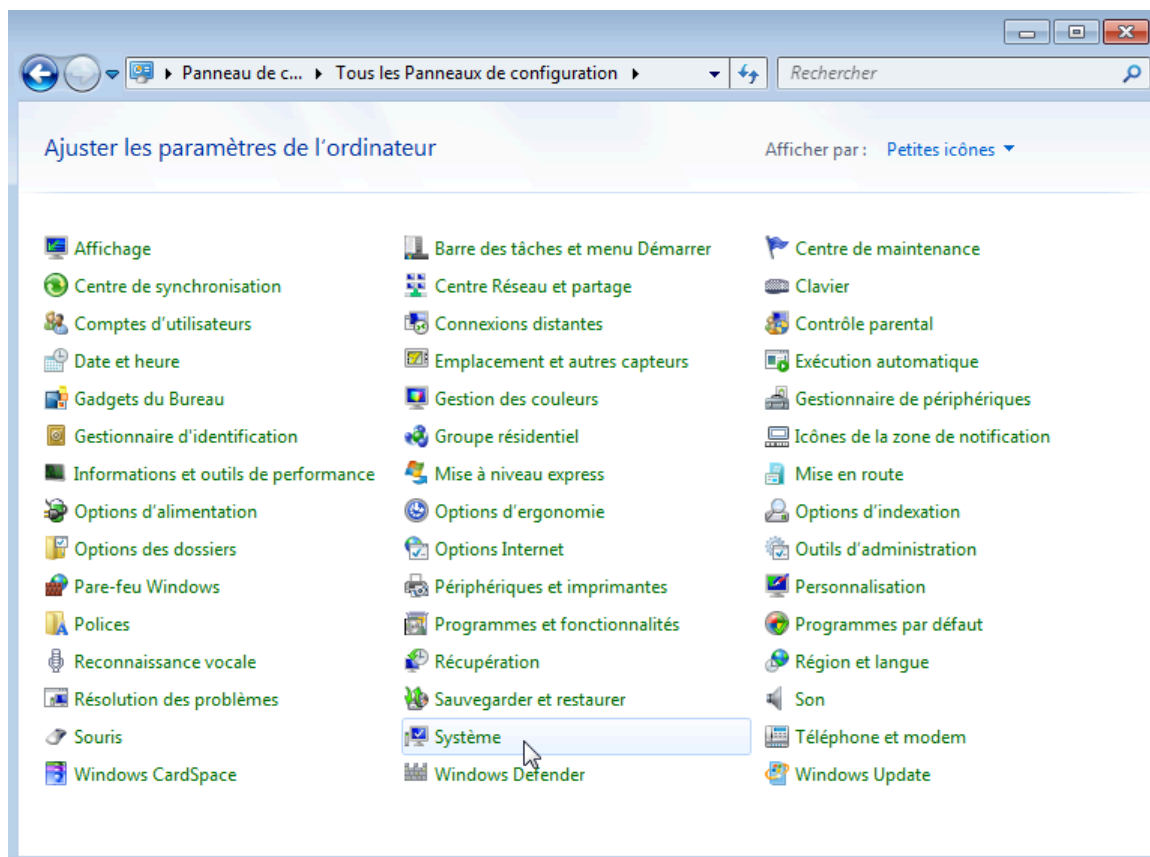 Panneau de c... Tous les Panneaux de configuration Rechercher
Ajuster les paramètres de l'ordinateur Afficher par : Petites icônes
Affichage Barre des tâches et menu Démarrer Centre de maintenance
Centre de synchronisation Centre Réseau et partage Clavier
Comptes d'utilisateurs Connexions distantes Contrôle parental
Date et heure Emplacement et autres capteurs Exécution automatique
Gadgets du Bureau Gestion des couleurs Gestionnaire de périphériques
Gestionnaire d'identification Groupe résidentiel Icônes de la zone de notification
Informations et outils de performance Mise à niveau express Mise en route
Options d'alimentation Options d'ergonomie Options d'indexation
Options des dossiers Options Internet Outils d'administration
Pare-feu Windows Périphériques et imprimantes Personnalisation
Polices Programmes et fonctionnalités Programmes par défaut
Reconnaissance vocale Récupération Région et langue
Résolution des problèmes Sauvegarder et restaurer Son
Souris Système Téléphone et modem
Windows CardSpace Windows Defender Windows Update